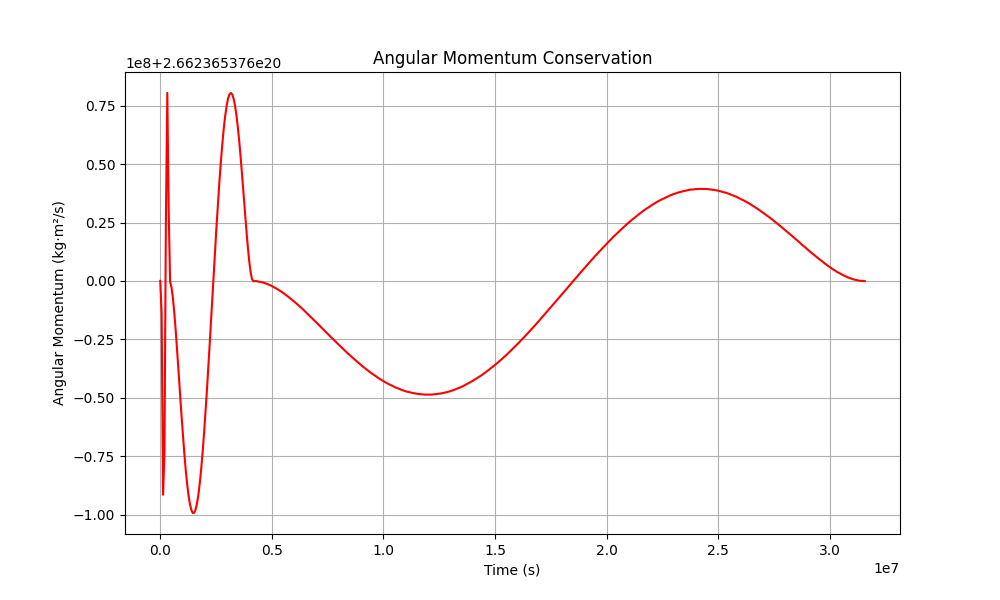 Angular Momentum Conservation
1e8+2.662365376e20
0.75
0.50
0.25
0.00
−0.25
−0.50
−0.75
−1.00
Angular Momentum (kg·m²/s)
0.0 0.5 1.0 1.5 2.0 2.5 3.0
1e7
Time (s)